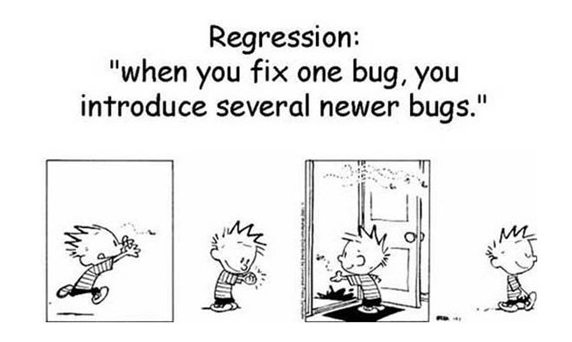 Regression:
"when you fix one bug, you
introduce several newer bugs."